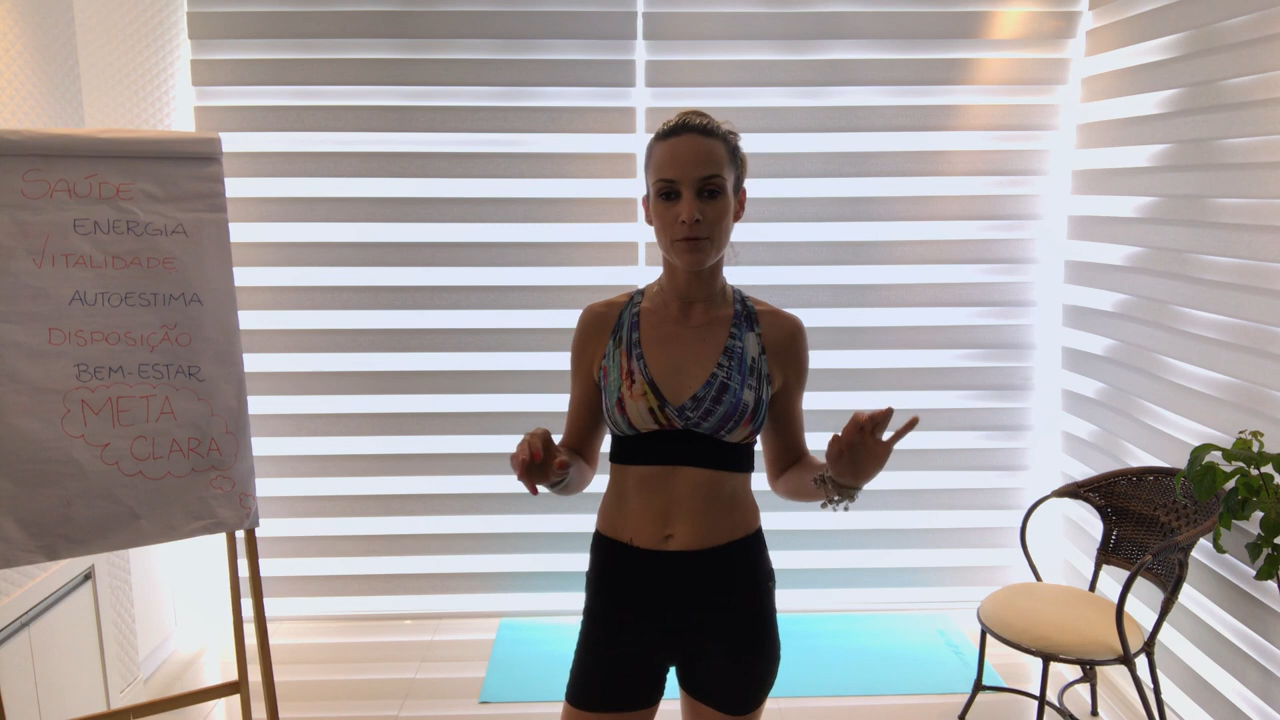 SAÚDE
ENERGIA
VITALIDADE
AUTOESTIMA
DISPOSIÇÃO
BEM-ESTAR
META
CLARA